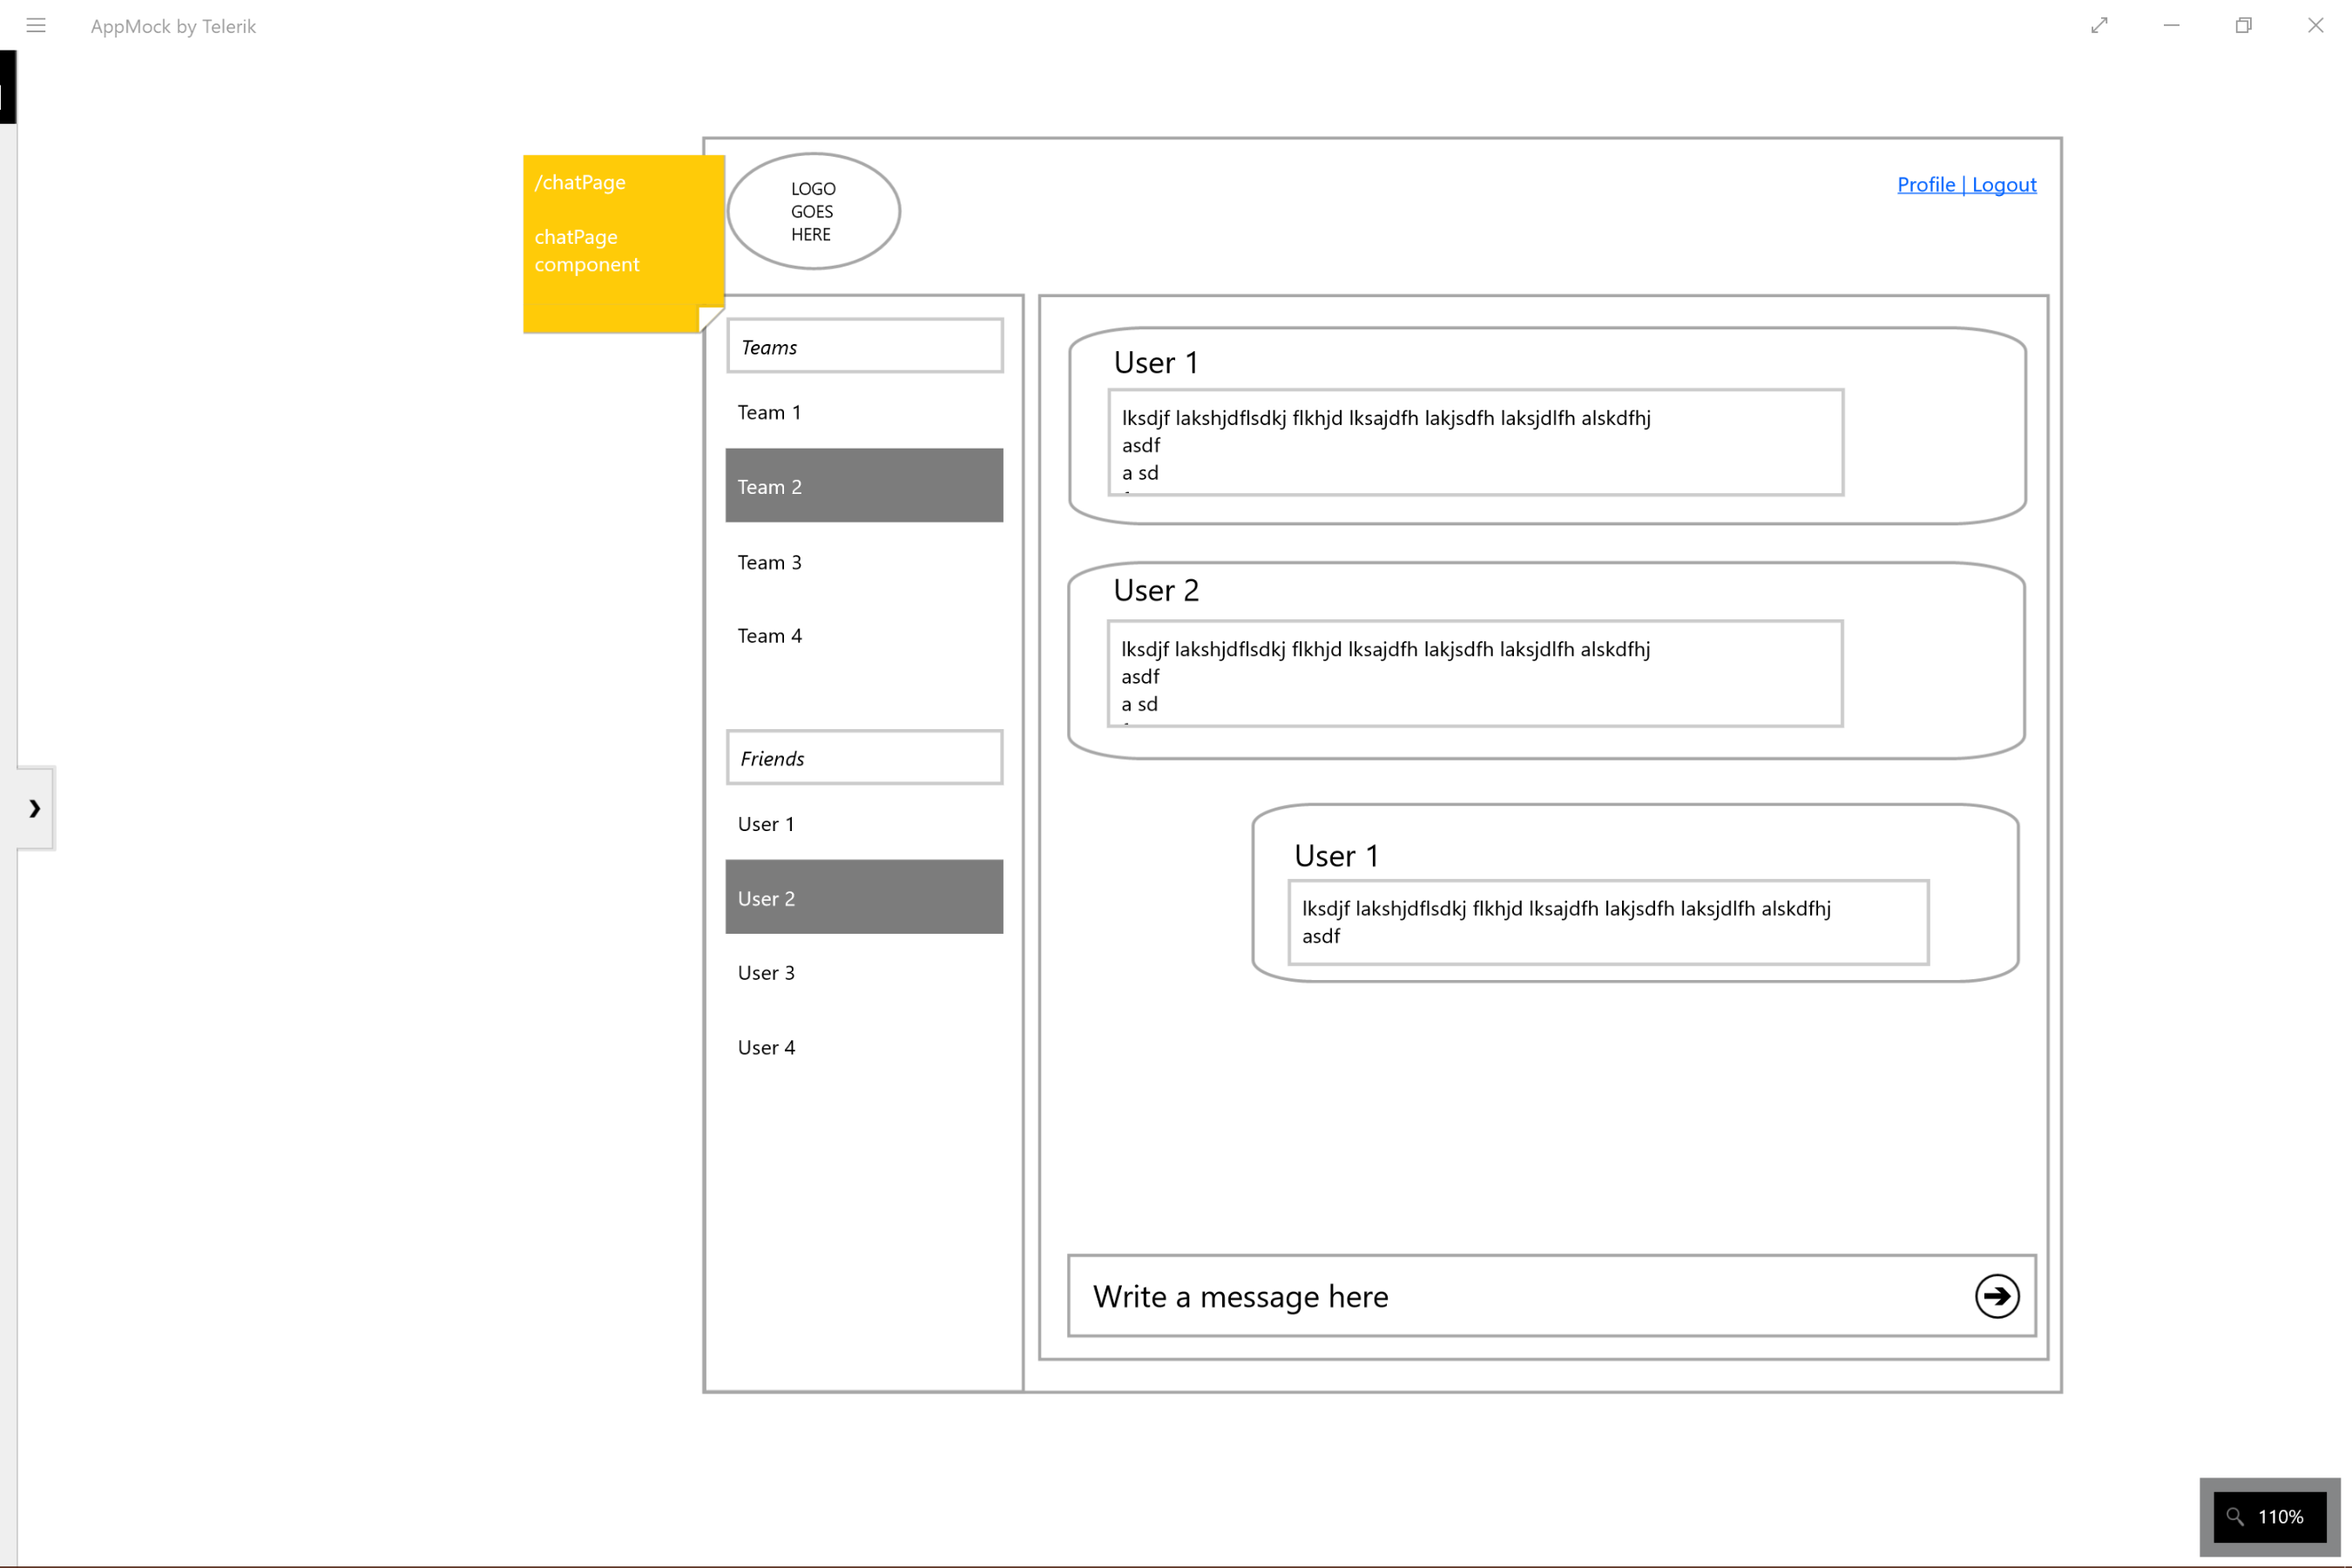 AppMock by Telerik
/chatPage
chatPage
component
LOGO
GOES
HERE
Profile | Logout
Teams
Team 1
Team 2
Team 3
Team 4
Friends
User 1
User 2
User 3
User 4
User 1
lksdjf lakshjdflsdkj flkhjd lksajdfh lakjsdfh laksjdlfh alskdfhj
asdf
a sd
User 2
lksdjf lakshjdflsdkj flkhjd lksajdfh lakjsdfh laksjdlfh alskdfhj
asdf
a sd
User 1
lksdjf lakshjdflsdkj flkhjd lksajdfh lakjsdfh laksjdlfh alskdfhj
asdf
Write a message here
110%